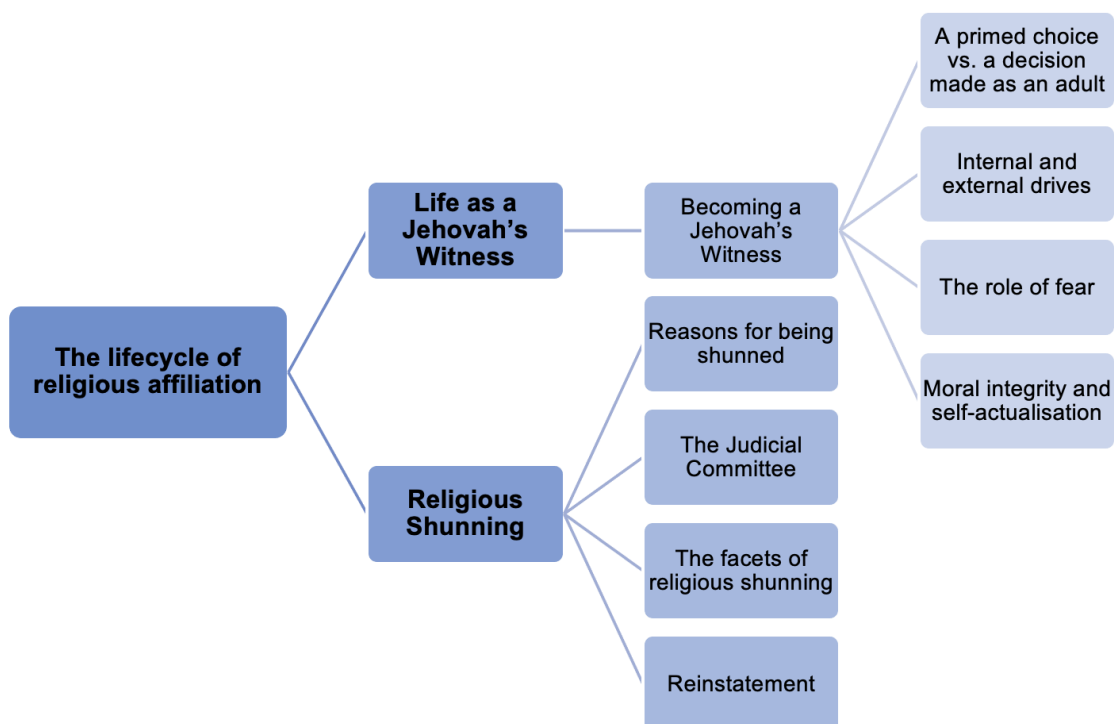 The lifecycle of
religious affiliation
Life as a
Jehovah's
Witness
Becoming a
Jehovah's
Witness
A primed choice
vs. a decision
made as an adult
Internal and
external drives
The role of fear
Moral integrity and
self-actualisation
Religious
Shunning
Reasons for being
shunned
The Judicial
Committee
The facets of
religious shunning
Reinstatement